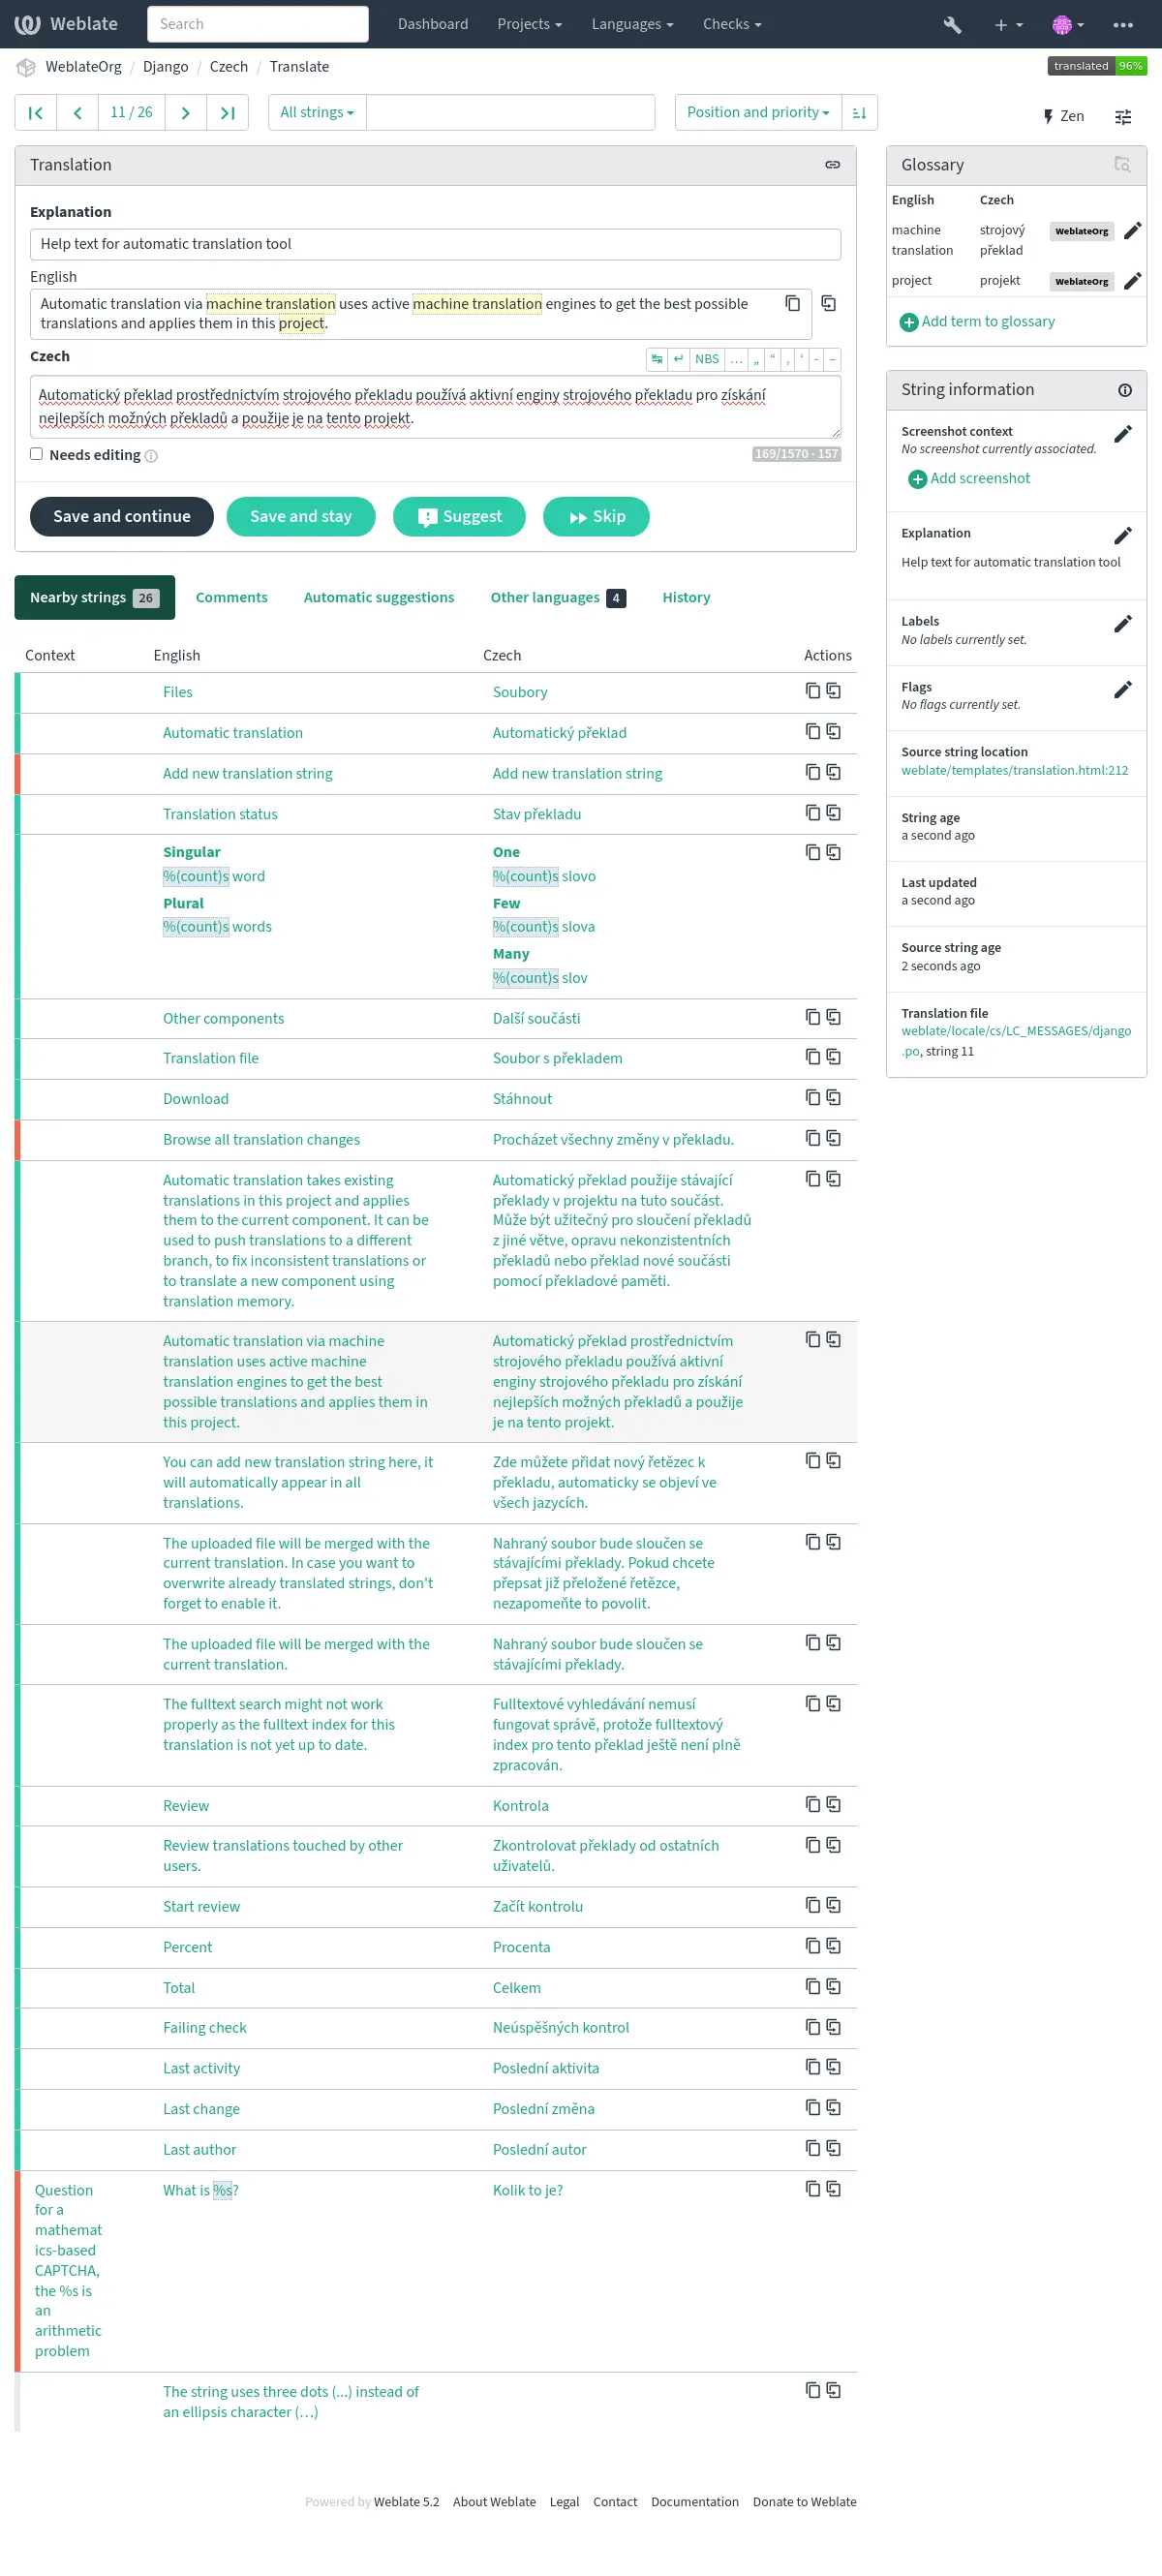 Weblate Search Dashboard Projects Languages Checks
WeblateOrg / Django / Czech / Translate translated 96%
11 / 26 All strings Position and priority Zen
Translation
Explanation
Help text for automatic translation tool
English
Automatic translation via machine translation uses active machine translation engines to get the best possible
translations and applies them in this project.
Czech ↹ ↵ NBS … „ “ ‚ ‘ - –
Automatický překlad prostřednictvím strojového překladu používá aktivní enginy strojového překladu pro získání
nejlepších možných překladů a použije je na tento projekt.
Needs editing 169/1570 · 157
Save and continue Save and stay Suggest Skip
Glossary
English Czech
machine strojový WeblateOrg
translation překlad
project projekt WeblateOrg
Add term to glossary
String information
Screenshot context
No screenshot currently associated.
Add screenshot
Explanation
Help text for automatic translation tool
Labels
No labels currently set.
Flags
No flags currently set.
Source string location
weblate/templates/translation.html:212
String age
a second ago
Last updated
a second ago
Source string age
2 seconds ago
Translation file
weblate/locale/cs/LC_MESSAGES/django
.po, string 11
Nearby strings 26 Comments Automatic suggestions Other languages 4 History
Context English Czech Actions
Files Soubory
Automatic translation Automatický překlad
Add new translation string Add new translation string
Translation status Stav překladu
Singular One
%(count)s word %(count)s slovo
Plural Few
%(count)s words %(count)s slova
Many
%(count)s slov
Other components Další součásti
Translation file Soubor s překladem
Download Stáhnout
Browse all translation changes Procházet všechny změny v překladu.
Automatic translation takes existing Automatický překlad použije stávající
translations in this project and applies překlady v projektu na tuto součást.
them to the current component. It can be Může být užitečný pro sloučení překladů
used to push translations to a different z jiné větve, opravu nekonzistentních
branch, to fix inconsistent translations or překladů nebo překlad nové součásti
to translate a new component using pomocí překladové paměti.
translation memory.
Automatic translation via machine Automatický překlad prostřednictvím
translation uses active machine strojového překladu používá aktivní
translation engines to get the best enginy strojového překladu pro získání
possible translations and applies them in nejlepších možných překladů a použije
this project. je na tento projekt.
You can add new translation string here, it Zde můžete přidat nový řetězec k
will automatically appear in all překladu, automaticky se objeví ve
translations. všech jazycích.
The uploaded file will be merged with the Nahraný soubor bude sloučen se
current translation. In case you want to stávajícími překlady. Pokud chcete
overwrite already translated strings, don't přepsat již přeložené řetězce,
forget to enable it. nezapomeňte to povolit.
The uploaded file will be merged with the Nahraný soubor bude sloučen se
current translation. stávajícími překlady.
The fulltext search might not work Fulltextové vyhledávání nemusí
properly as the fulltext index for this fungovat správě, protože fulltextový
translation is not yet up to date. index pro tento překlad ještě není plně
zpracován.
Review Kontrola
Review translations touched by other Zkontrolovat překlady od ostatních
users. uživatelů.
Start review Začít kontrolu
Percent Procenta
Total Celkem
Failing check Neúspěšných kontrol
Last activity Poslední aktivita
Last change Poslední změna
Last author Poslední autor
Question What is %s? Kolik to je?
for a
mathemat
ics-based
CAPTCHA,
the %s is
an
arithmetic
problem
The string uses three dots (...) instead of
an ellipsis character (…)
Powered by Weblate 5.2 About Weblate Legal Contact Documentation Donate to Weblate